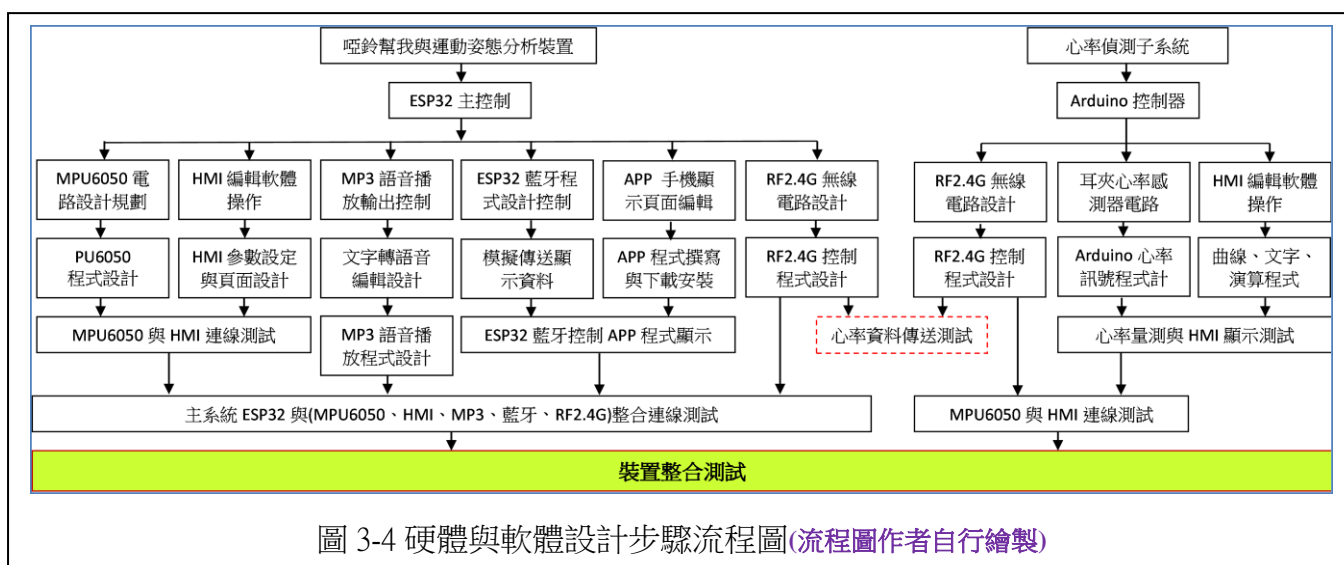 啞鈴幫我與運動姿態分析裝置
心率偵測子系統
ESP32 主控制
Arduino 控制器
MPU6050 電
路設計規劃
HMI 編輯軟體
操作
MP3 語音播
放輸出控制
ESP32 藍牙程
式設計控制
APP 手機顯
示頁面編輯
RF2.4G 無線
電路設計
RF2.4G 無線
電路設計
耳夾心率感
測器電路
HMI 編輯軟體
操作
PU6050
程式設計
HMI 參數設定
與頁面設計
文字轉語音
編輯設計
模擬傳送顯
示資料
APP 程式撰寫
與下載安裝
RF2.4G 控制
程式設計
RF2.4G 控制
程式設計
Arduino 心率
訊號程式計
曲線、文字、
演算程式
MPU6050 與 HMI 連線測試
MP3 語音播
放程式設計
ESP32 藍牙控制 APP 程式顯示
心率資料傳送測試
心率量測與 HMI 顯示測試
主系統 ESP32 與(MPU6050、HMI、MP3、藍牙、RF2.4G)整合連線測試
MPU6050 與 HMI 連線測試
裝置整合測試
圖 3-4 硬體與軟體設計步驟流程圖(流程圖作者自行繪製)